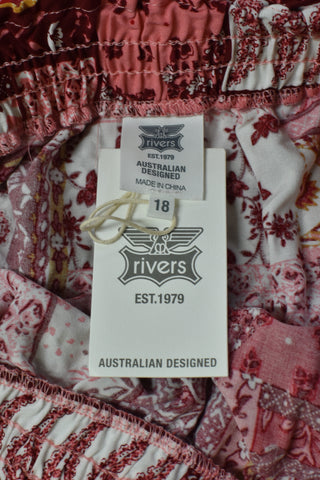 rivers
EST.1979
AUSTRALIAN
DESIGNED
MADE IN CHINA
18
rivers
EST.1979
AUSTRALIAN DESIGNED